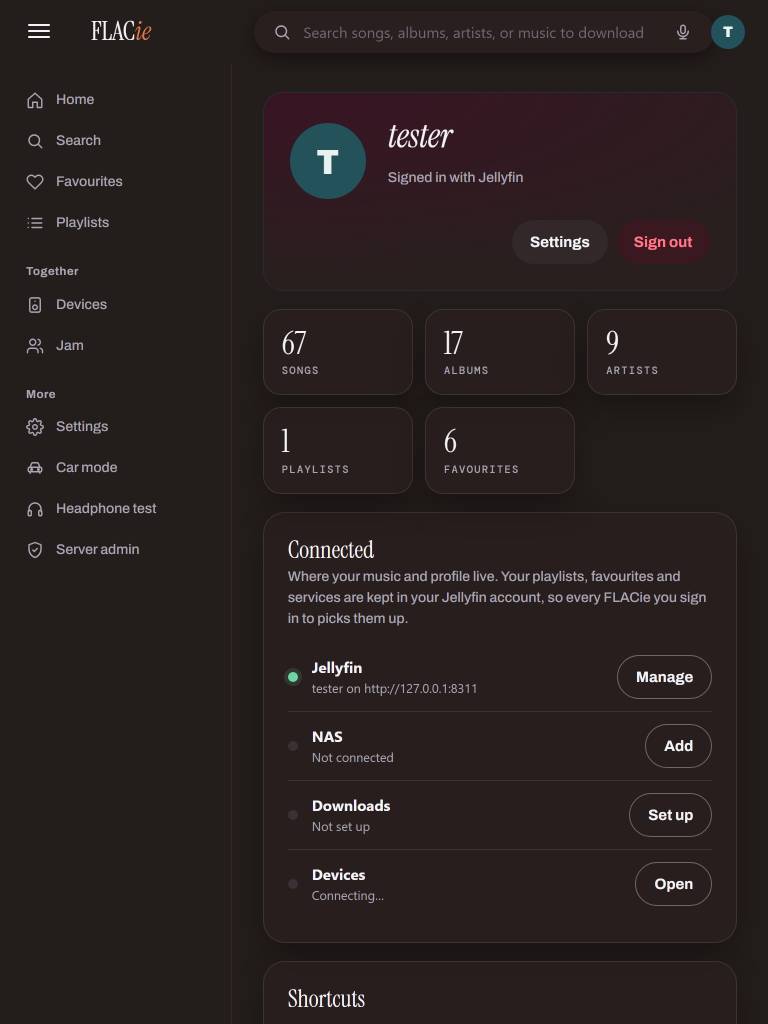 FLACie
Search songs, albums, artists, or music to download
T
Home
Search
Favourites
Playlists
Together
Devices
Jam
More
Settings
Car mode
Headphone test
Server admin
T
tester
Signed in with Jellyfin
Settings
Sign out
67
SONGS
17
ALBUMS
9
ARTISTS
1
PLAYLISTS
6
FAVOURITES
Connected
Where your music and profile live. Your playlists, favourites and
services are kept in your Jellyfin account, so every FLACie you sign
in to picks them up.
Jellyfin
tester on http://127.0.0.1:8311
Manage
NAS
Not connected
Add
Downloads
Not set up
Set up
Devices
Connecting...
Open
Shortcuts